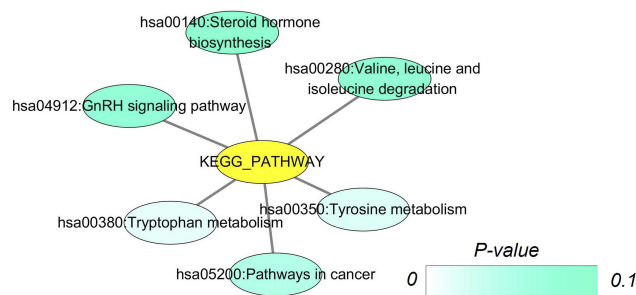 hsa00140:Steroid hormone
biosynthesis
hsa00280:Valine, leucine and
isoleucine degradation
hsa04912:GnRH signaling pathway
KEGG_PATHWAY
hsa00380:Tryptophan metabolism
hsa00350:Tyrosine metabolism
hsa05200:Pathways in cancer
P-value
0
0.1